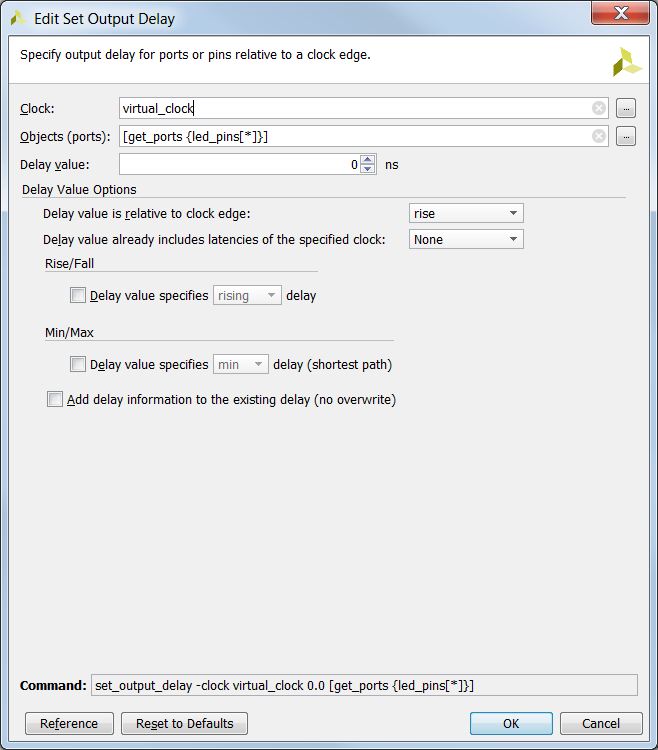 Edit Set Output Delay
Specify output delay for ports or pins relative to a clock edge.
Clock: virtual_clock ...
Objects (ports): [get_ports {led_pins[*]}] ...
Delay value: 0 ns
Delay Value Options
Delay value is relative to clock edge: rise
Delay value already includes latencies of the specified clock: None
Rise/Fall
Delay value specifies rising delay
Min/Max
Delay value specifies min delay (shortest path)
Add delay information to the existing delay (no overwrite)
Command: set_output_delay -clock virtual_clock 0.0 [get_ports {led_pins[*]}]
Reference Reset to Defaults OK Cancel